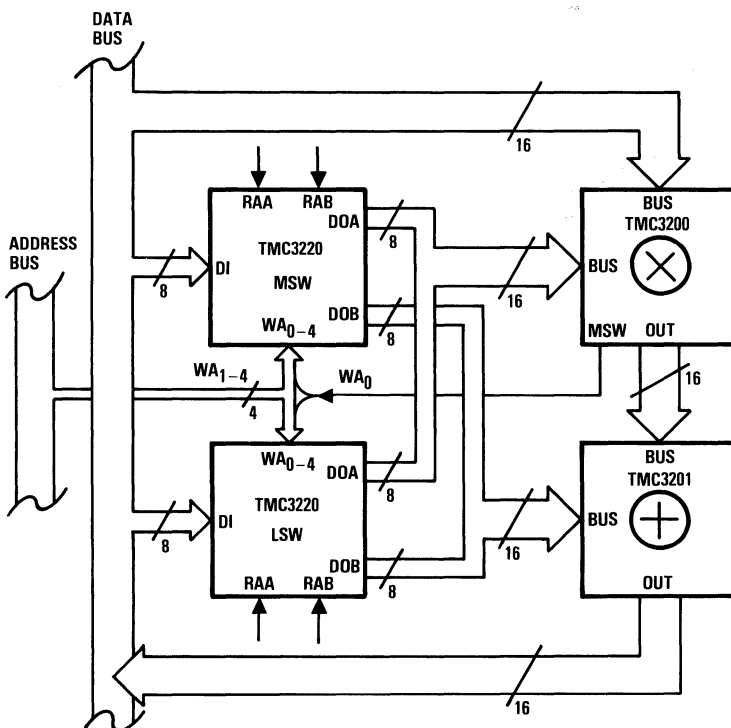 DATA
BUS
16
RAA RAB
DOA
8
BUS
TMC3200
ADDRESS
BUS
8
DI
TMC3220
MSW
16
BUS
DOB
8
WA0–4
MSW OUT
WA1–4
4
WA0
16
WA0–4
DOA
8
BUS
TMC3201
8
DI
TMC3220
LSW
16
BUS
DOB
8
RAA RAB
OUT
16